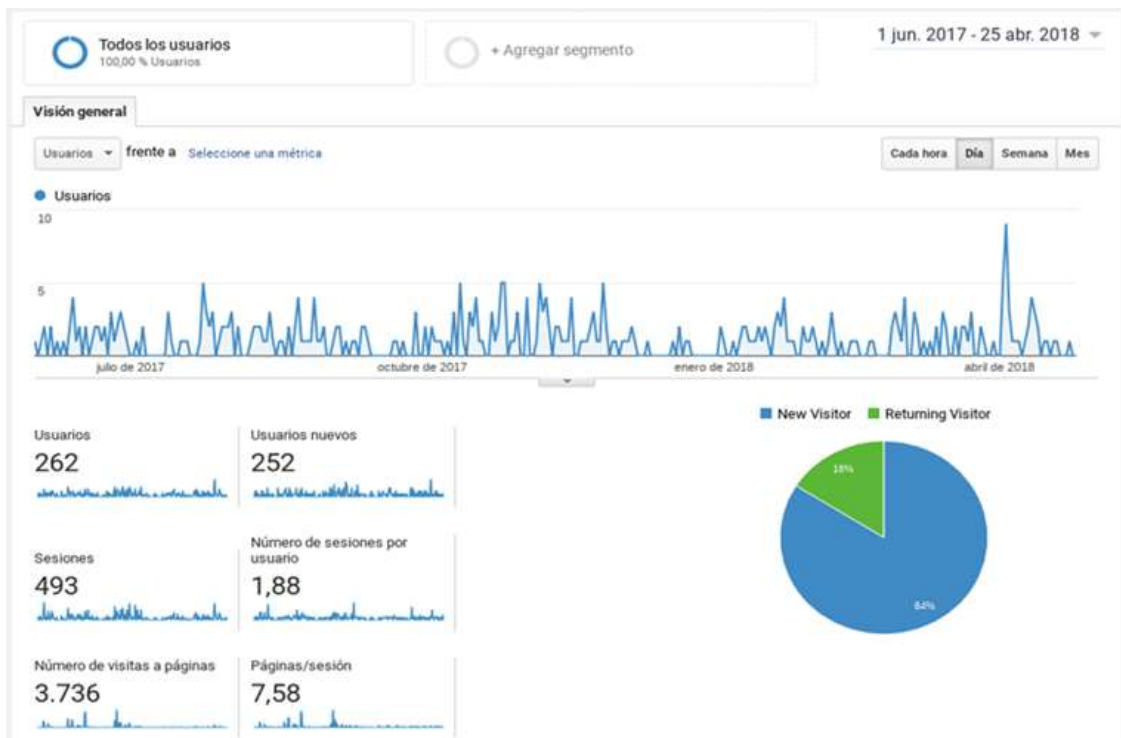 Todos los usuarios
100,00 % Usuarios
+ Agregar segmento
1 jun. 2017 - 25 abr. 2018
Visión general
Usuarios frente a Seleccione una métrica
Cada hora Día Semana Mes
Usuarios
10
5
julio de 2017 octubre de 2017 enero de 2018 abril de 2018
New Visitor Returning Visitor
Usuarios
262
Usuarios nuevos
252
Sesiones
493
Número de sesiones por
usuario
1,88
Número de visitas a páginas
3.736
Páginas/sesión
7,58
84%